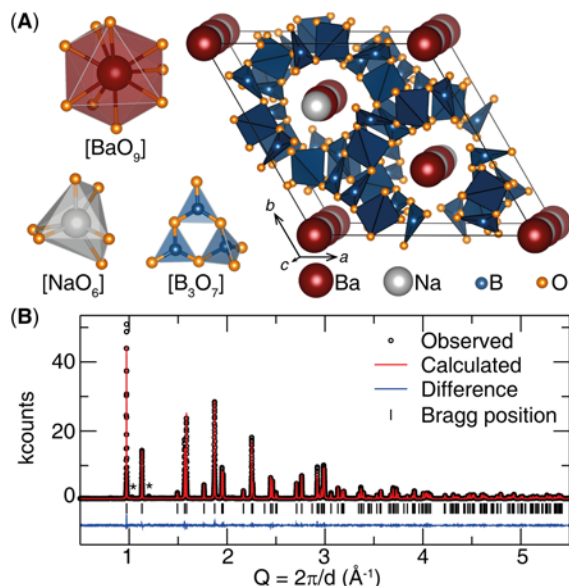 (A)
[BaO₉]
[NaO₆]
[B₃O₇]
b
c
a
Ba
Na
B
O
(B)
Observed
Calculated
Difference
Bragg position
kcounts
40
20
0
* *
1
2
3
4
5
Q = 2π/d (Å⁻¹)